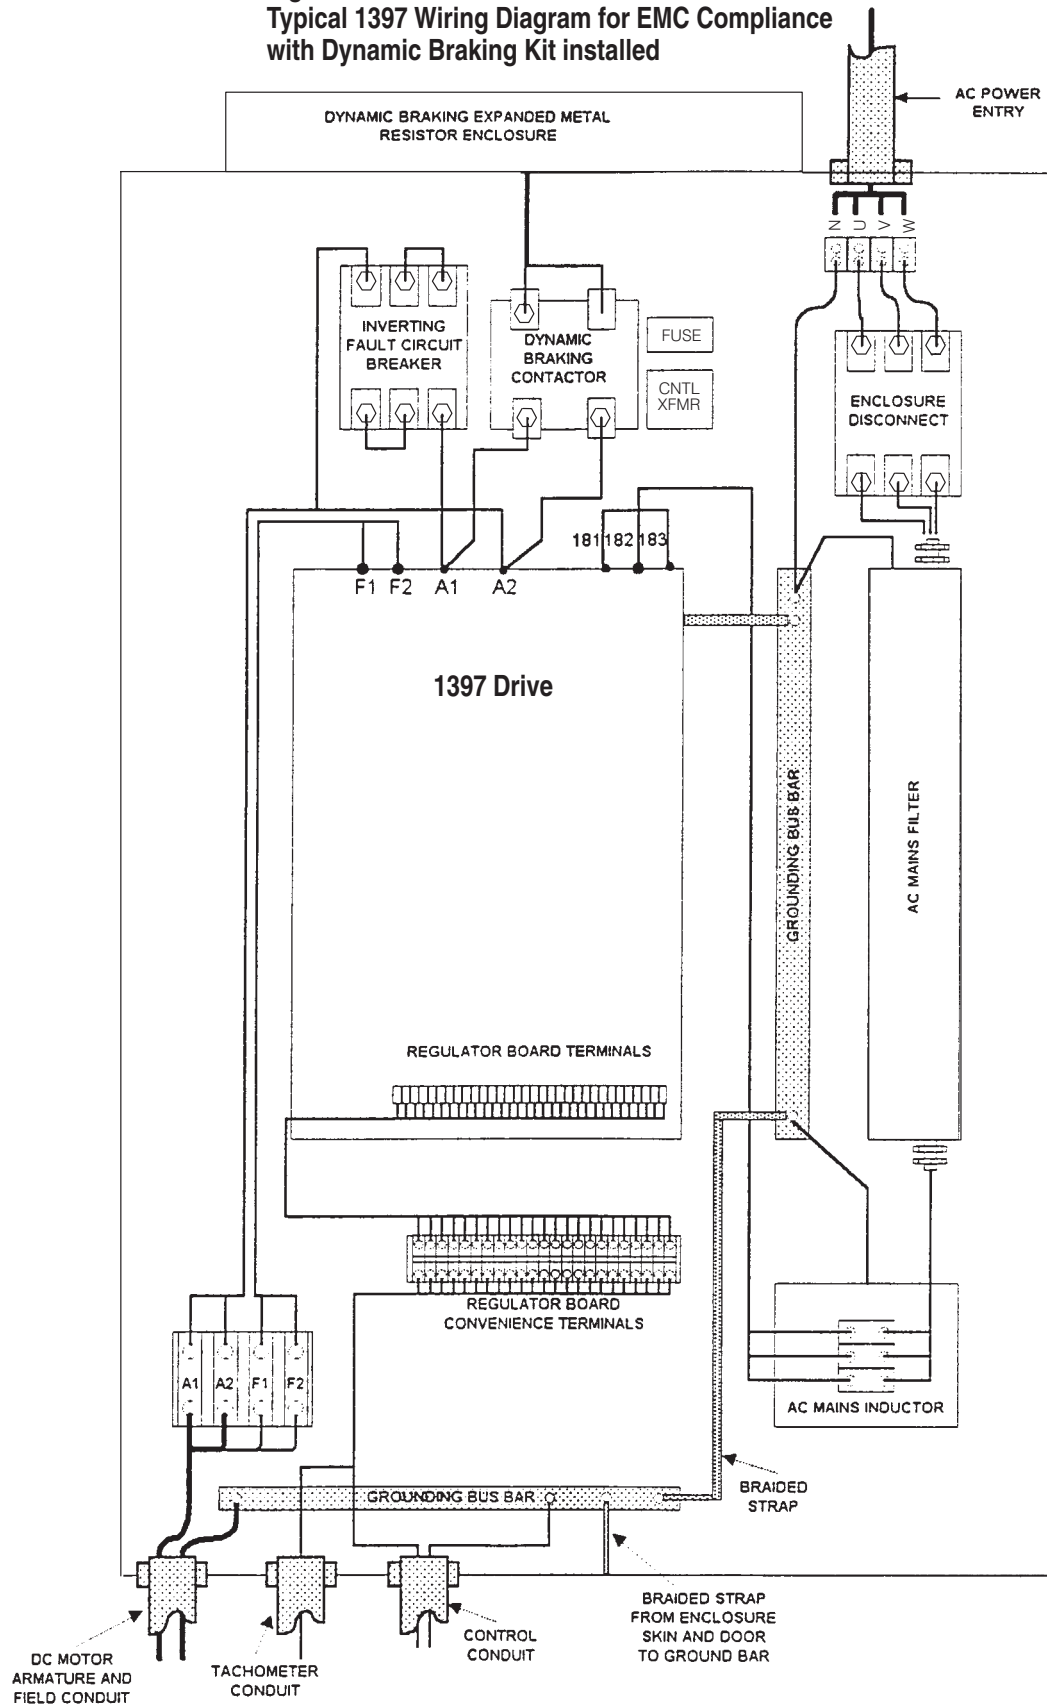 Typical 1397 Wiring Diagram for EMC Compliance
with Dynamic Braking Kit installed
AC POWER
ENTRY
DYNAMIC BRAKING EXPANDED METAL
RESISTOR ENCLOSURE
N U V W
INVERTING
FAULT CIRCUIT
BREAKER
DYNAMIC
BRAKING
CONTACTOR
FUSE
CNTL
XFMR
ENCLOSURE
DISCONNECT
181 182 183
F1 F2 A1 A2
1397 Drive
GROUNDING BUS BAR
AC MAINS FILTER
REGULATOR BOARD TERMINALS
REGULATOR BOARD
CONVENIENCE TERMINALS
A1 A2 F1 F2
AC MAINS INDUCTOR
BRAIDED
STRAP
GROUNDING BUS BAR
BRAIDED STRAP
FROM ENCLOSURE
SKIN AND DOOR
TO GROUND BAR
CONTROL
CONDUIT
TACHOMETER
CONDUIT
DC MOTOR
ARMATURE AND
FIELD CONDUIT